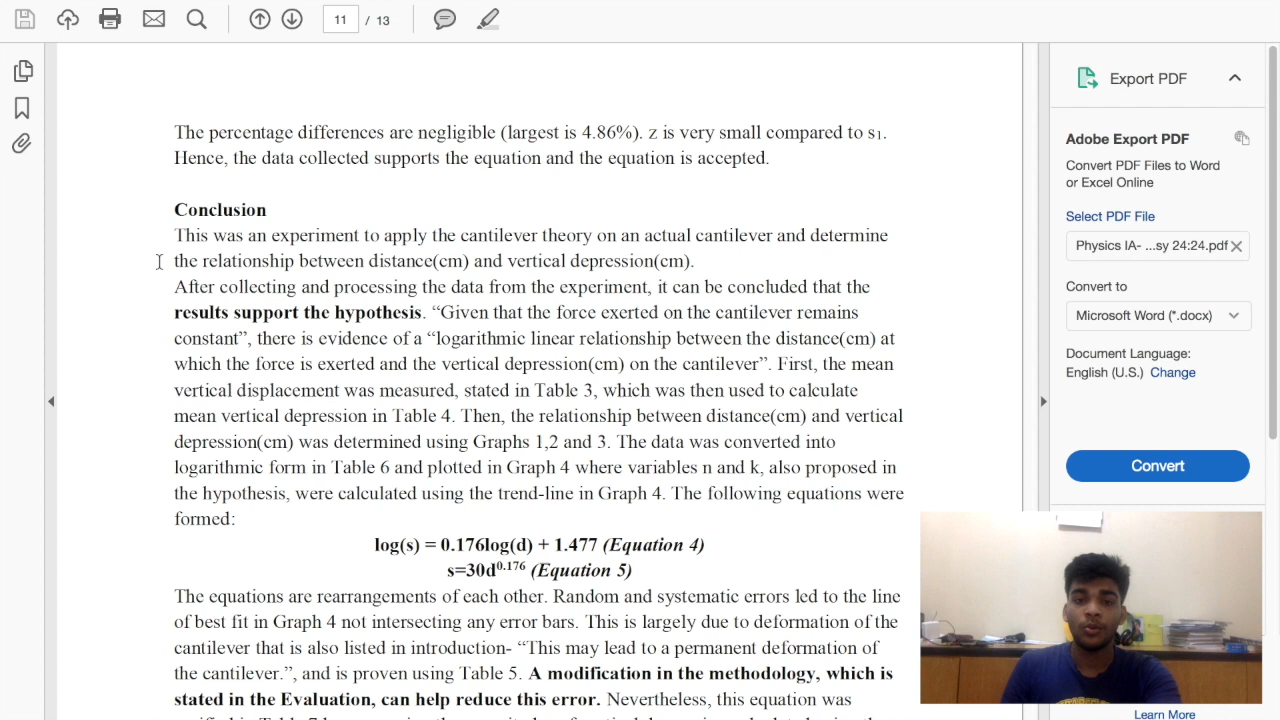 11 / 13
The percentage differences are negligible (largest is 4.86%). z is very small compared to s1.
Hence, the data collected supports the equation and the equation is accepted.
Conclusion
This was an experiment to apply the cantilever theory on an actual cantilever and determine
the relationship between distance(cm) and vertical depression(cm).
After collecting and processing the data from the experiment, it can be concluded that the
results support the hypothesis. “Given that the force exerted on the cantilever remains
constant”, there is evidence of a “logarithmic linear relationship between the distance(cm) at
which the force is exerted and the vertical depression(cm) on the cantilever”. First, the mean
vertical displacement was measured, stated in Table 3, which was then used to calculate
mean vertical depression in Table 4. Then, the relationship between distance(cm) and vertical
depression(cm) was determined using Graphs 1,2 and 3. The data was converted into
logarithmic form in Table 6 and plotted in Graph 4 where variables n and k, also proposed in
the hypothesis, were calculated using the trend-line in Graph 4. The following equations were
formed:
log(s) = 0.176log(d) + 1.477 (Equation 4)
s=30d^0.176 (Equation 5)
The equations are rearrangements of each other. Random and systematic errors led to the line
of best fit in Graph 4 not intersecting any error bars. This is largely due to deformation of the
cantilever that is also listed in introduction- “This may lead to a permanent deformation of
the cantilever.”, and is proven using Table 5. A modification in the methodology, which is
stated in the Evaluation, can help reduce this error. Nevertheless, this equation was
Export PDF
Adobe Export PDF
Convert PDF Files to Word
or Excel Online
Select PDF File
Physics IA- ...sy 24:24.pdf
Convert to
Microsoft Word (*.docx)
Document Language:
English (U.S.) Change
Convert
Learn More